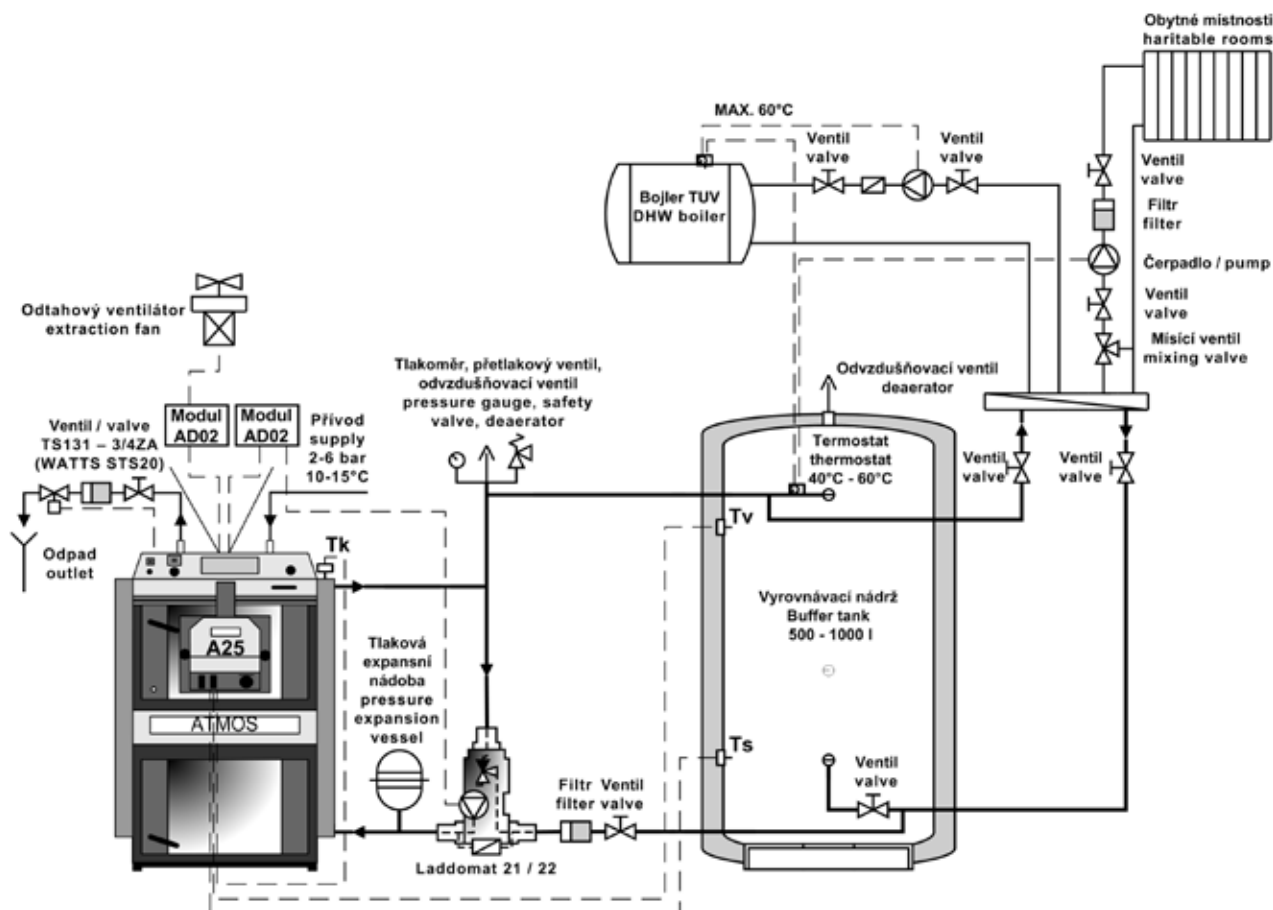 Obytné místnosti
haritable rooms
MAX. 60°C
Ventil
valve
Ventil
valve
Bojler TUV
DHW boiler
Ventil
valve
Filtr
filter
Čerpadlo / pump
Ventil
valve
Mísící ventil
mixing valve
Odtahový ventilátor
extraction fan
Tlakoměr, přetlakový ventil,
odvzdušňovací ventil
pressure gauge, safety
valve, deaerator
Odvzdušňovací ventil
deaerator
Ventil / valve
TS131 – 3/4ZA
(WATTS STS20)
Modul
AD02
Modul
AD02
Přívod
supply
2-6 bar
10-15°C
Termostat
thermostat
40°C - 60°C
Ventil
valve
Ventil
valve
Odpad
outlet
Tk
Tv
Vyrovnávací nádrž
Buffer tank
500 - 1000 l
A25
ATMOS
Tlaková
expansní
nádoba
pressure
expansion
vessel
Ts
Ventil
valve
Filtr Ventil
filter valve
Laddomat 21 / 22